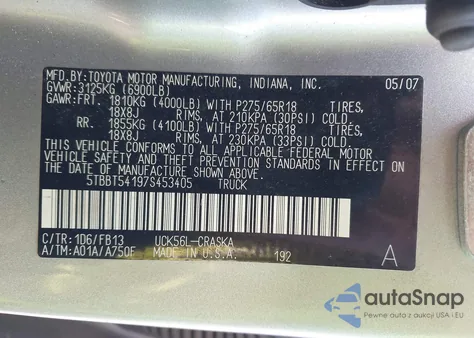 MFD.BY: TOYOTA MOTOR MANUFACTURING, INDIANA, INC. 05/07
GVWR: 3125KG (6900LB)
GAWR: FRT. 1810KG (4000LB) WITH P275/65R18 TIRES,
18X8J RIMS, AT 210KPA (30PSI) COLD.
RR. 1855KG (4100LB) WITH P275/65R18 TIRES,
18X8J RIMS, AT 230KPA (33PSI) COLD.
THIS VEHICLE CONFORMS TO ALL APPLICABLE FEDERAL MOTOR
VEHICLE SAFETY STANDARDS IN EFFECT ON
THE DATE OF MANUFACTURE SHOWN ABOVE.
5TBBT54197S453405 TRUCK
C/TR: 1D6/FB13 UCK56L-CRASKA
A/TM: A01A/A750F MADE IN U.S.A. 192 A
autoSnap
Pewne auta z aukcji USA i EU